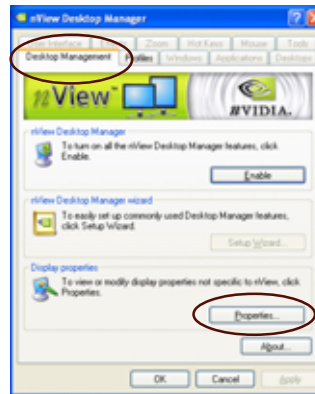 nView Desktop Manager
User Interface Effects Zoom Hot Keys Mouse Tools
Desktop Management Profiles Windows Applications Desktops
nView
NVIDIA.
nView Desktop Manager
To turn on all the nView Desktop Manager features, click
Enable.
Enable
nView Desktop Manager wizard
To easily set up commonly used Desktop Manager features,
click Setup Wizard.
Setup Wizard...
Display properties
To view or modify display properties not specific to nView, click
Properties.
Properties...
About...
OK Cancel Apply